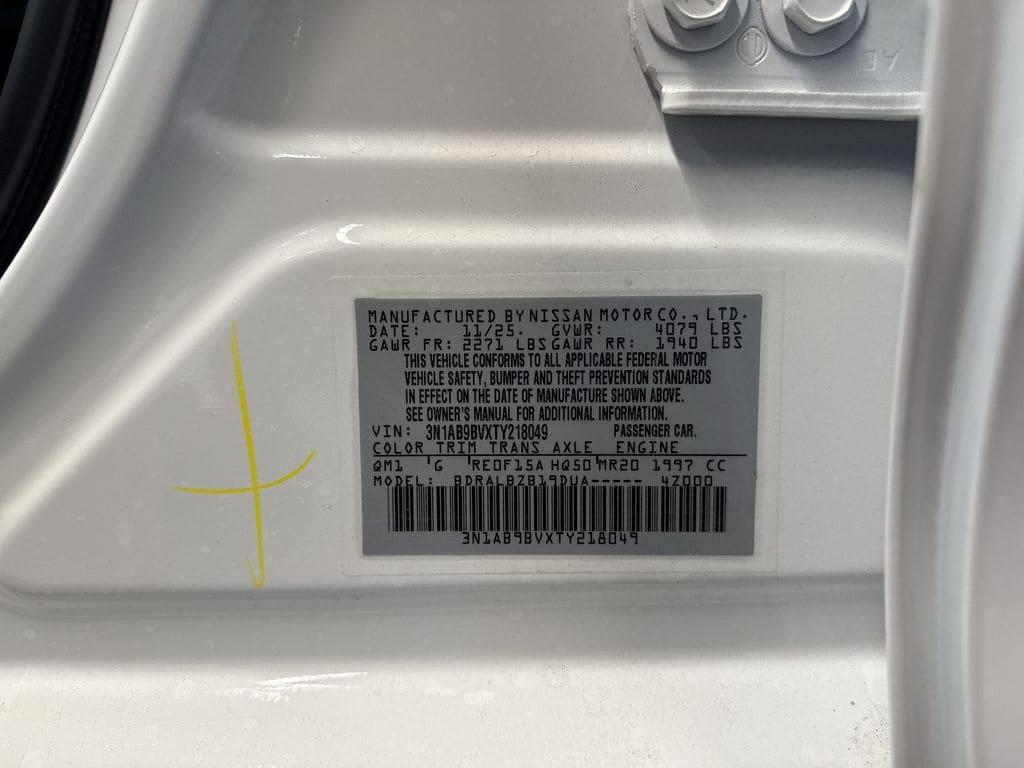 MANUFACTURED BY NISSAN MOTOR CO., LTD.
DATE: 11/25. GVWR: 4079 LBS
GAWR FR: 2271 LBS GAWR RR: 1940 LBS
THIS VEHICLE CONFORMS TO ALL APPLICABLE FEDERAL MOTOR
VEHICLE SAFETY, BUMPER AND THEFT PREVENTION STANDARDS
IN EFFECT ON THE DATE OF MANUFACTURE SHOWN ABOVE.
SEE OWNER'S MANUAL FOR ADDITIONAL INFORMATION.
VIN: 3N1AB9BVXTY218049 PASSENGER CAR.
COLOR TRIM TRANS AXLE ENGINE
QM1 'G RE0F15A HQ50 MR20 1997 CC
MODEL: BDRALBZB19DUA----- 4Z000
3N1AB9BVXTY218049